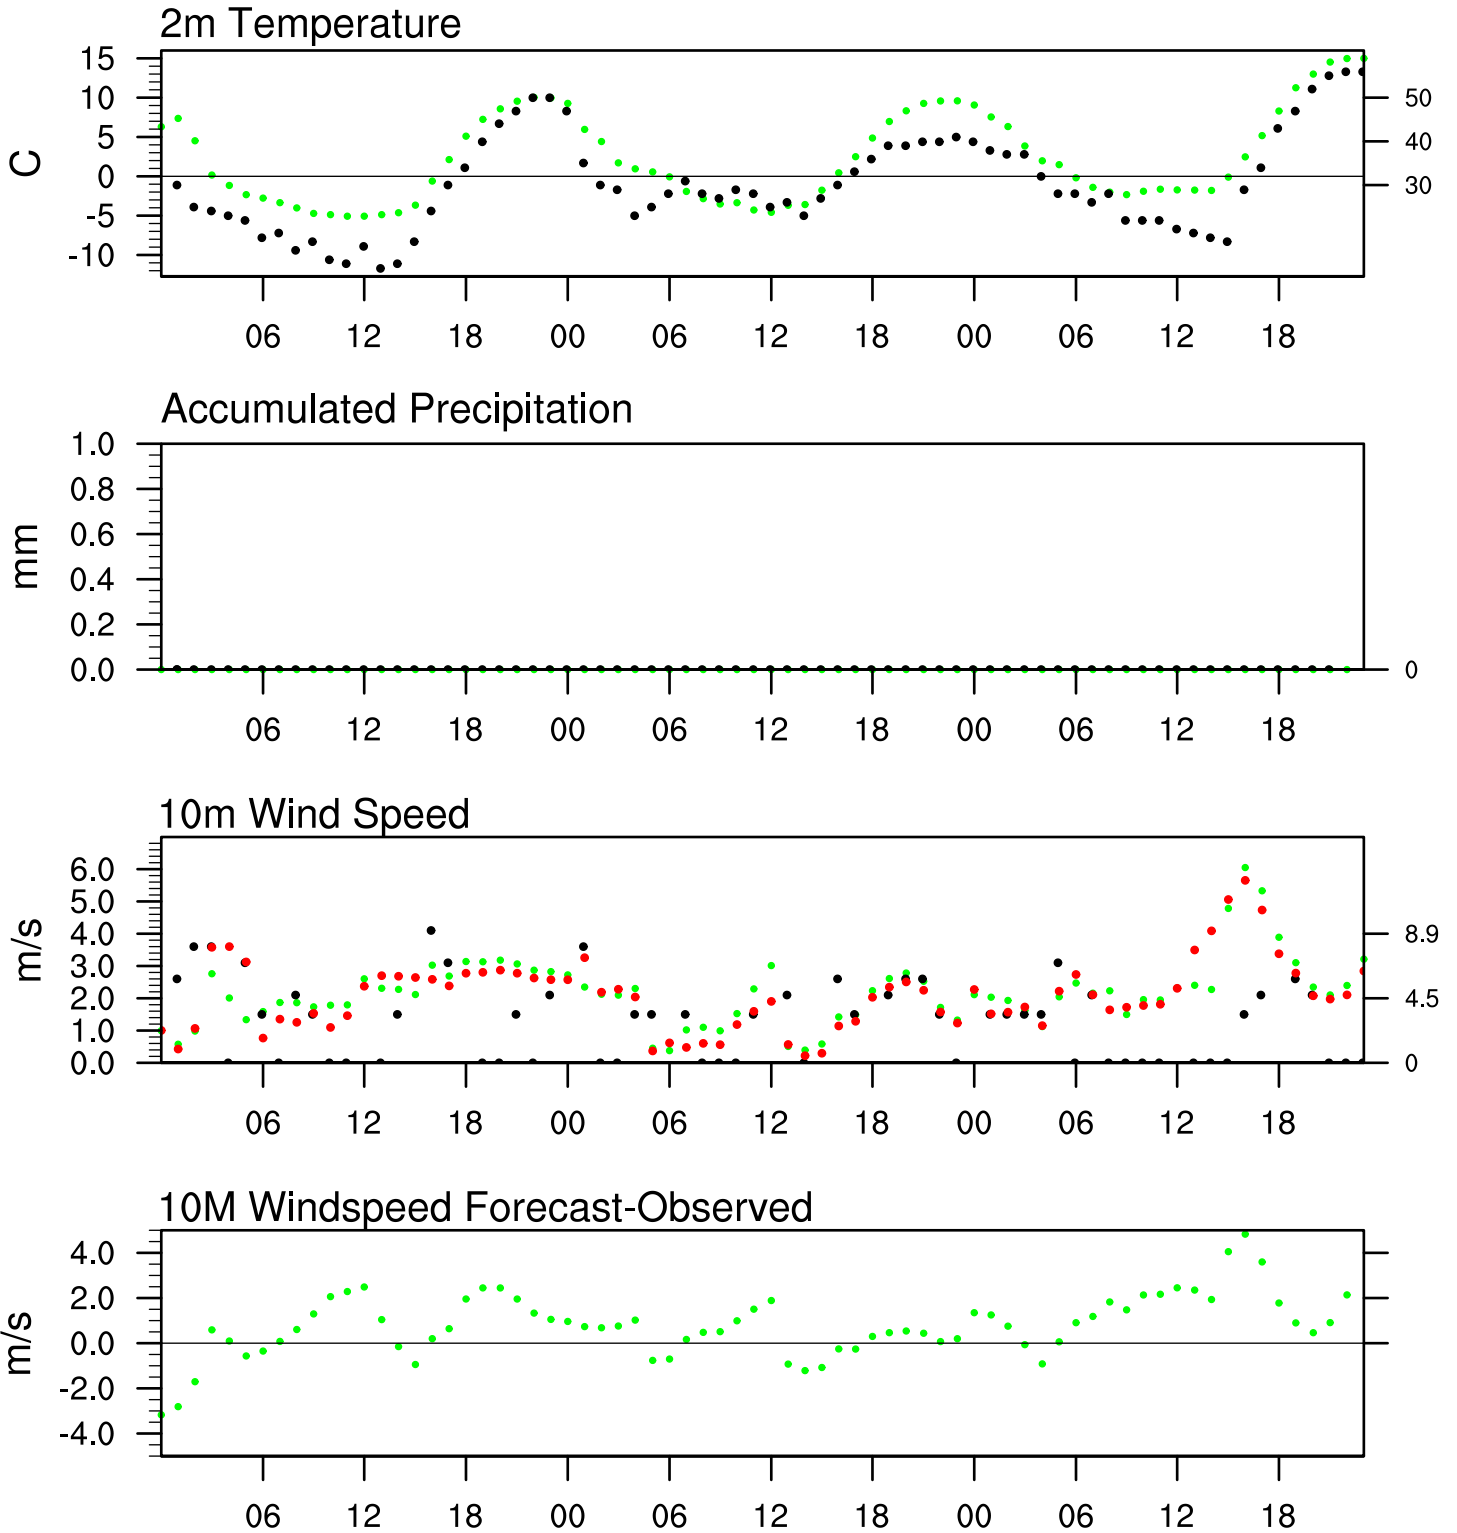 2m Temperature
15
10
5
0
-5
-10
C
50
40
30
06 12 18 00 06 12 18 00 06 12 18
Accumulated Precipitation
1.0
0.8
0.6
0.4
0.2
0.0
mm
0
06 12 18 00 06 12 18 00 06 12 18
10m Wind Speed
6.0
5.0
4.0
3.0
2.0
1.0
0.0
m/s
8.9
4.5
0
06 12 18 00 06 12 18 00 06 12 18
10M Windspeed Forecast-Observed
4.0
2.0
0.0
-2.0
-4.0
m/s
06 12 18 00 06 12 18 00 06 12 18